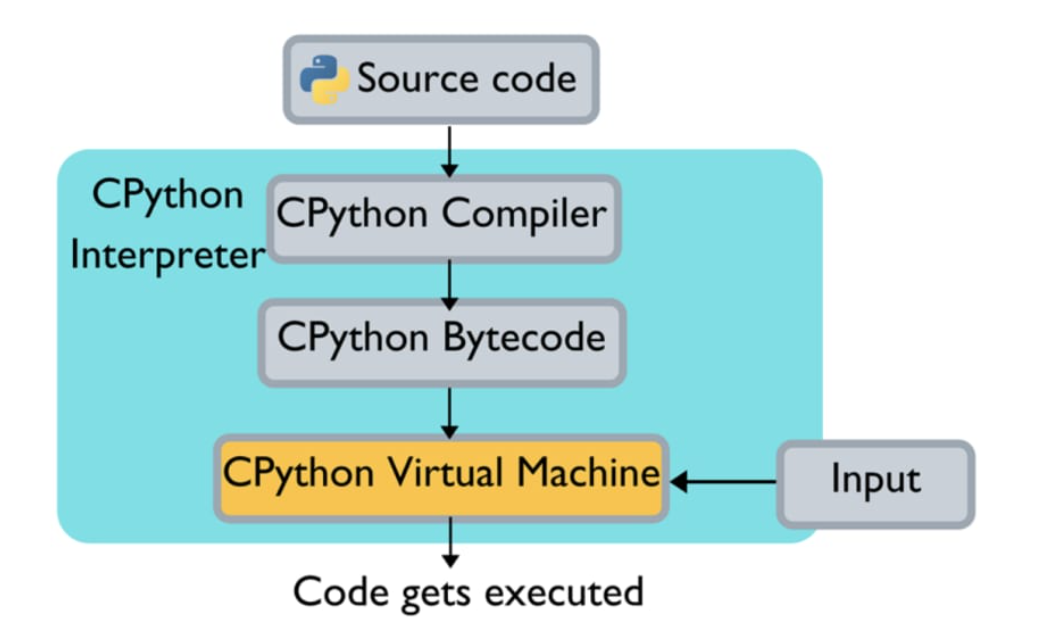 Source code
CPython
Interpreter
CPython Compiler
CPython Bytecode
CPython Virtual Machine
Input
Code gets executed